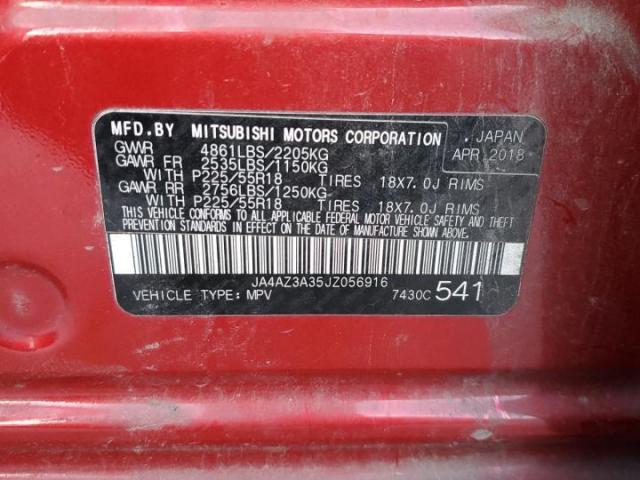 MFD.BY MITSUBISHI MOTORS CORPORATION . JAPAN
GVWR 4861LBS/2205KG APR 2018
GAWR FR 2535LBS/1150KG
WITH P225/55R18 TIRES 18X7.0J RIMS
GAWR RR 2756LBS/1250KG
WITH P225/55R18 TIRES 18X7.0J RIMS
THIS VEHICLE CONFORMS TO ALL APPLICABLE FEDERAL MOTOR VEHICLE SAFETY AND THEFT
PREVENTION STANDARDS IN EFFECT ON THE DATE OF MANUFACTURE SHOWN ABOVE.
JA4AZ3A35JZ056916
VEHICLE TYPE: MPV 7430C 541